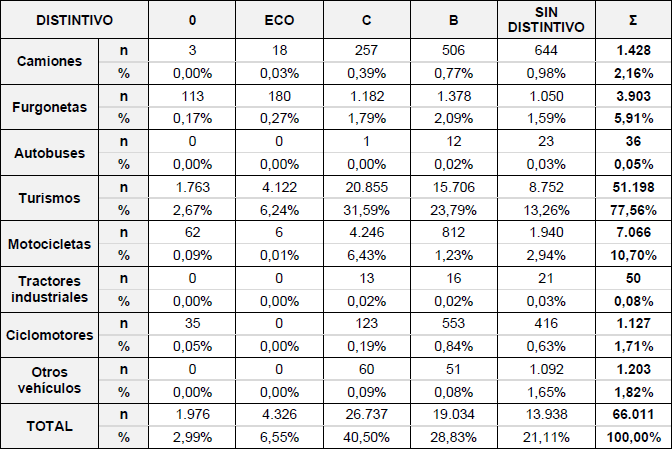 DISTINTIVO 0 ECO C B SIN DISTINTIVO Σ
Camiones n 3 18 257 506 644 1.428
% 0,00% 0,03% 0,39% 0,77% 0,98% 2,16%
Furgonetas n 113 180 1.182 1.378 1.050 3.903
% 0,17% 0,27% 1,79% 2,09% 1,59% 5,91%
Autobuses n 0 0 1 12 23 36
% 0,00% 0,00% 0,00% 0,02% 0,03% 0,05%
Turismos n 1.763 4.122 20.855 15.706 8.752 51.198
% 2,67% 6,24% 31,59% 23,79% 13,26% 77,56%
Motocicletas n 62 6 4.246 812 1.940 7.066
% 0,09% 0,01% 6,43% 1,23% 2,94% 10,70%
Tractores industriales n 0 0 13 16 21 50
% 0,00% 0,00% 0,02% 0,02% 0,03% 0,08%
Ciclomotores n 35 0 123 553 416 1.127
% 0,05% 0,00% 0,19% 0,84% 0,63% 1,71%
Otros vehículos n 0 0 60 51 1.092 1.203
% 0,00% 0,00% 0,09% 0,08% 1,65% 1,82%
TOTAL n 1.976 4.326 26.737 19.034 13.938 66.011
% 2,99% 6,55% 40,50% 28,83% 21,11% 100,00%